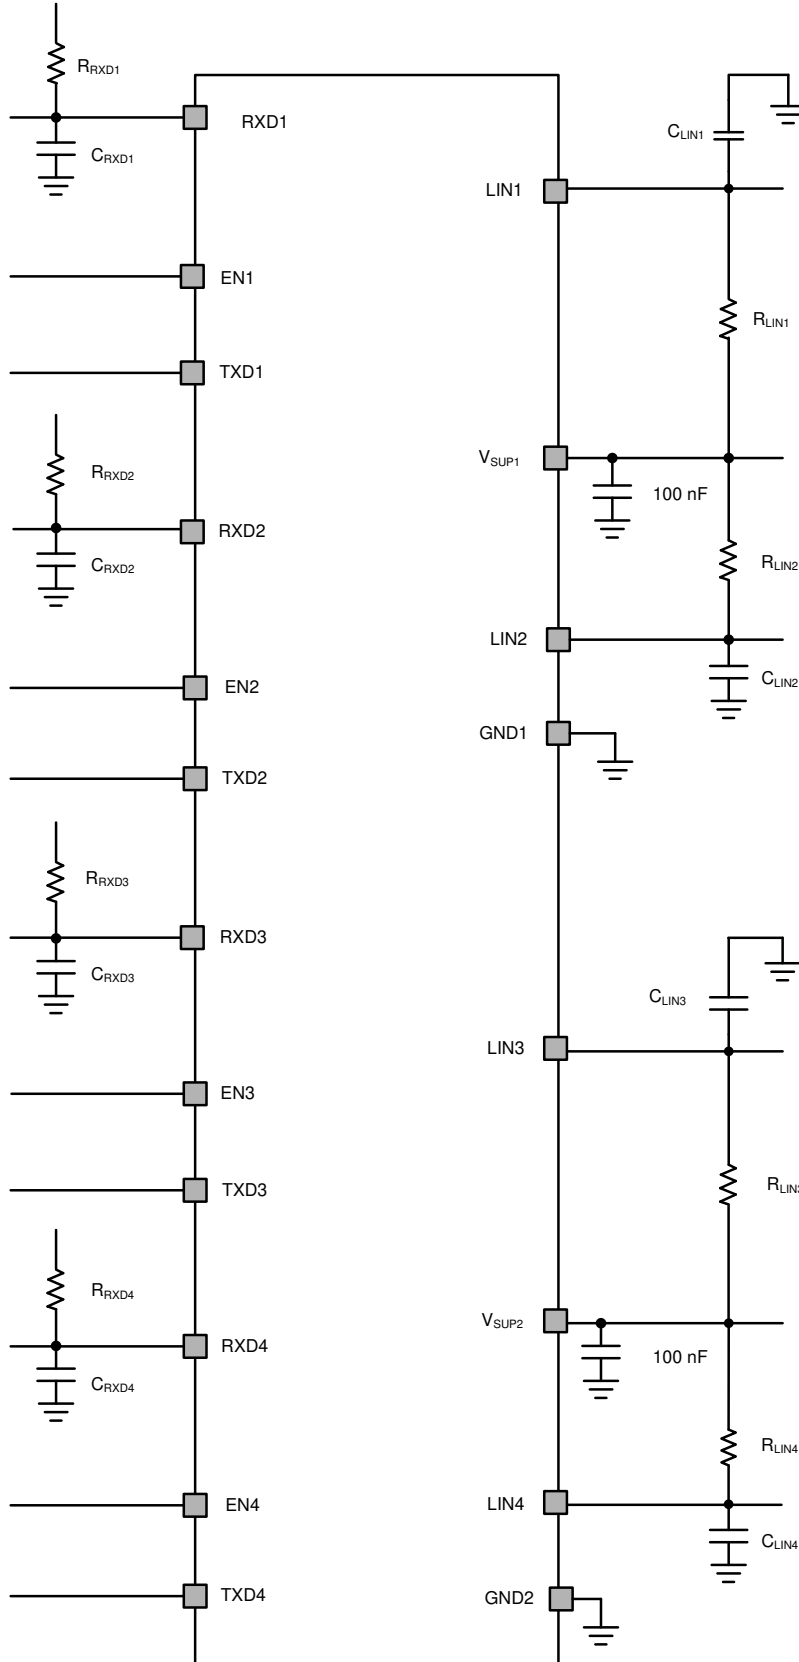 RRXD1
RXD1
CRXD1
CLIN1
LIN1
EN1
RLIN1
TXD1
VSUP1
RRXD2
100 nF
RXD2
CRXD2
RLIN2
LIN2
EN2
CLIN2
GND1
TXD2
RRXD3
RXD3
CRXD3
CLIN3
LIN3
EN3
TXD3
RLIN3
RRXD4
VSUP2
RXD4
100 nF
CRXD4
RLIN4
EN4
LIN4
CLIN4
TXD4
GND2